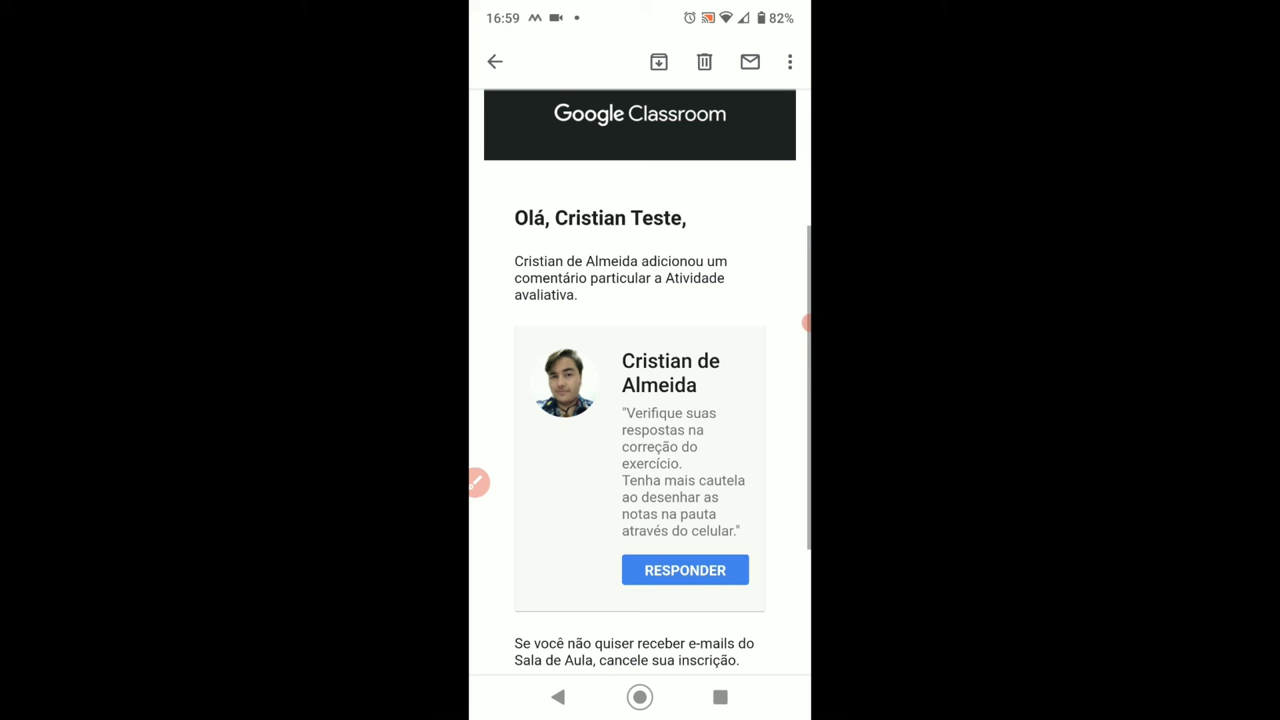 16:59
82%
Google Classroom
Olá, Cristian Teste,
Cristian de Almeida adicionou um
comentário particular a Atividade
avaliativa.
Cristian de
Almeida
"Verifique suas
respostas na
correção do
exercício.
Tenha mais cautela
ao desenhar as
notas na pauta
através do celular."
RESPONDER
Se você não quiser receber e-mails do
Sala de Aula, cancele sua inscrição.